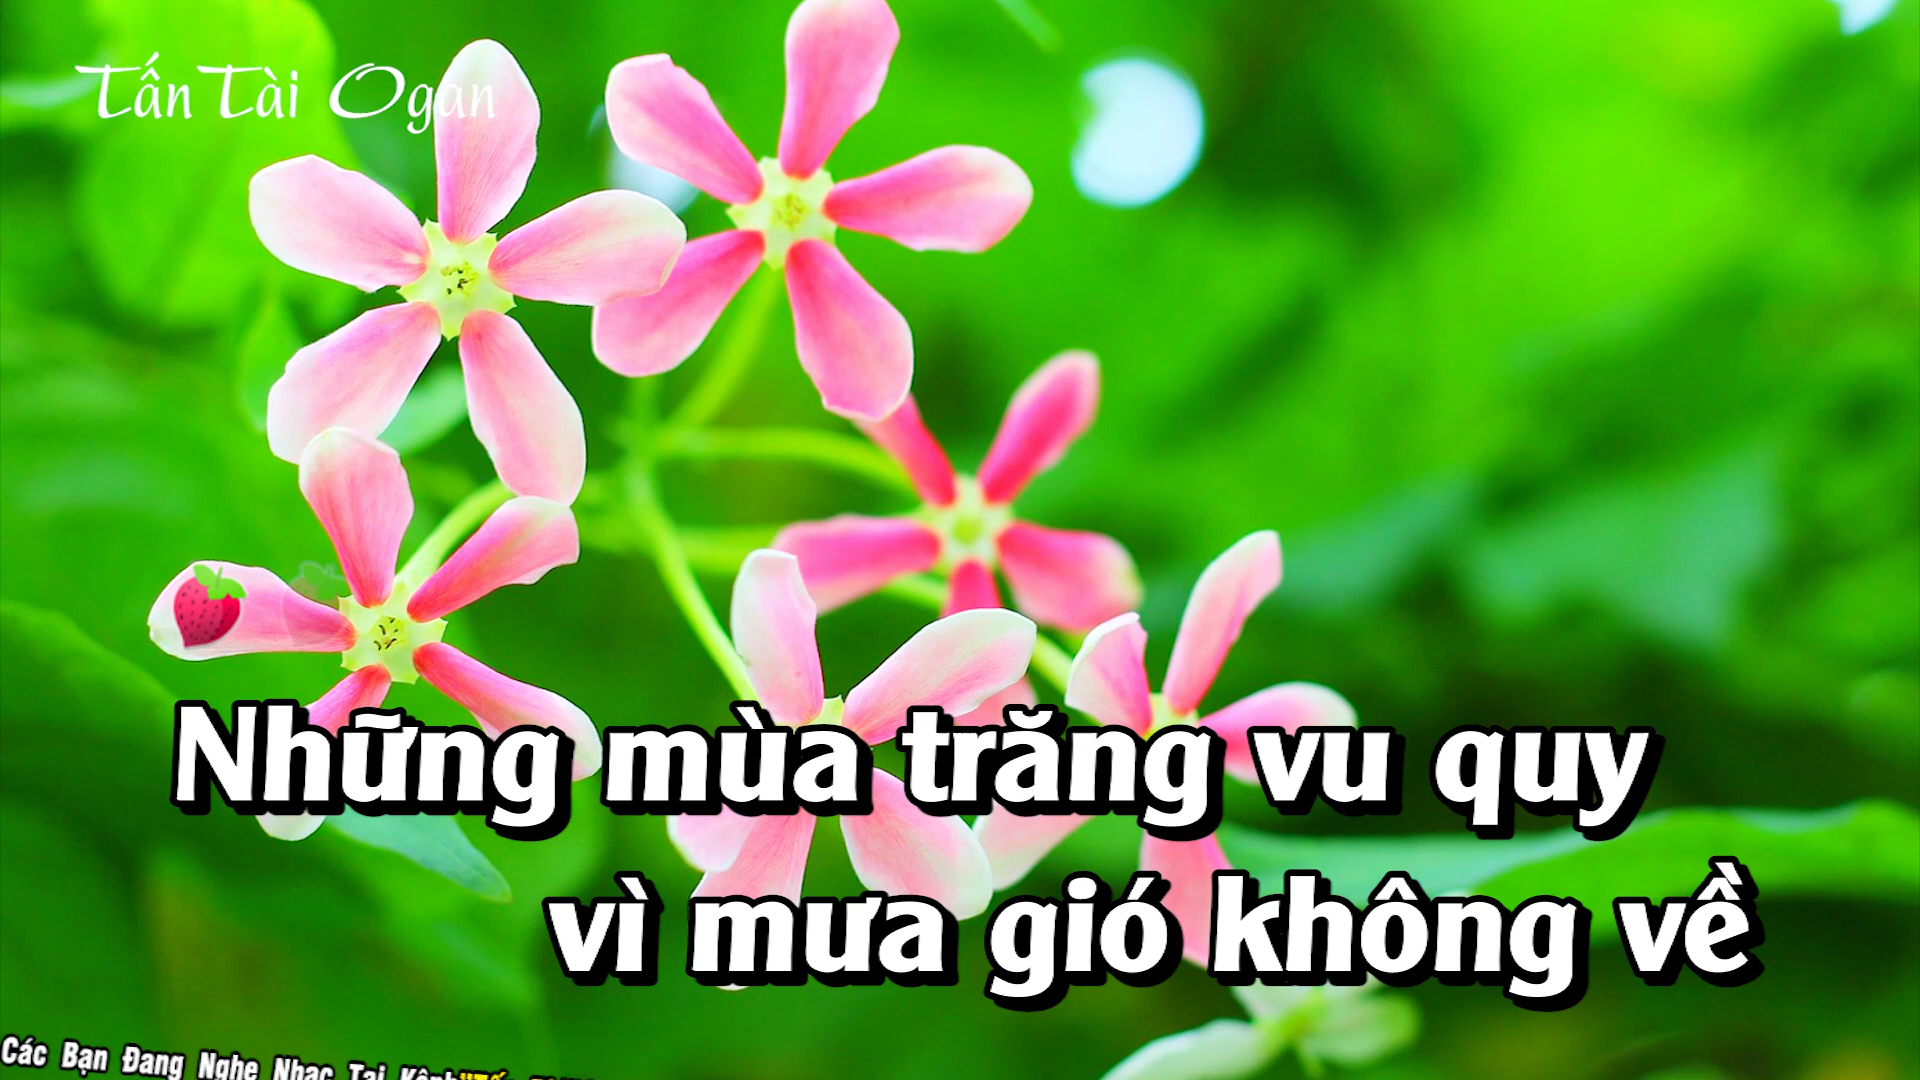 Tấn Tài Ogan
Những mùa trăng vu quy
vì mưa gió không về
Các Bạn Đang Nghe Nhạc Tại Kênh